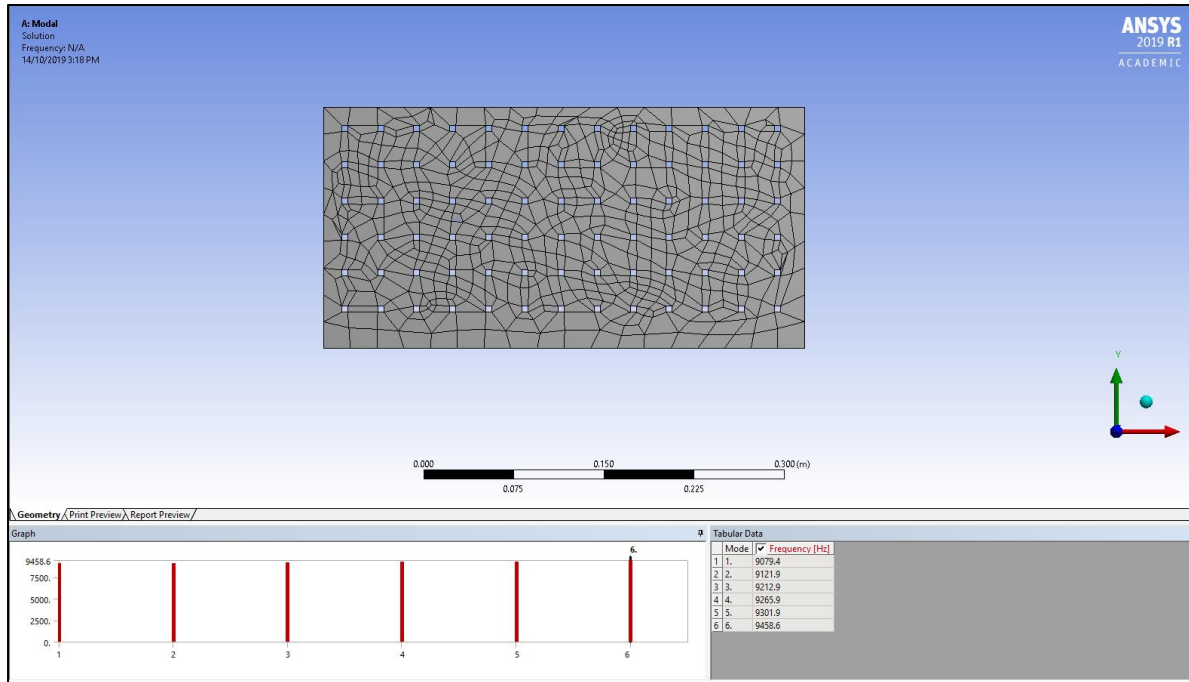 A: Modal
Solution
Frequency: N/A
14/10/2019 3:18 PM
ANSYS
2019 R1
ACADEMIC
Y
0.000 0.150 0.300 (m)
0.075 0.225
Geometry Print Preview Report Preview
Graph
6.
9458.6
7500.
5000.
2500.
0.
1 2 3 4 5 6
Tabular Data
Mode Frequency [Hz]
1 1. 9079.4
2 2. 9121.9
3 3. 9212.9
4 4. 9265.9
5 5. 9301.9
6 6. 9458.6